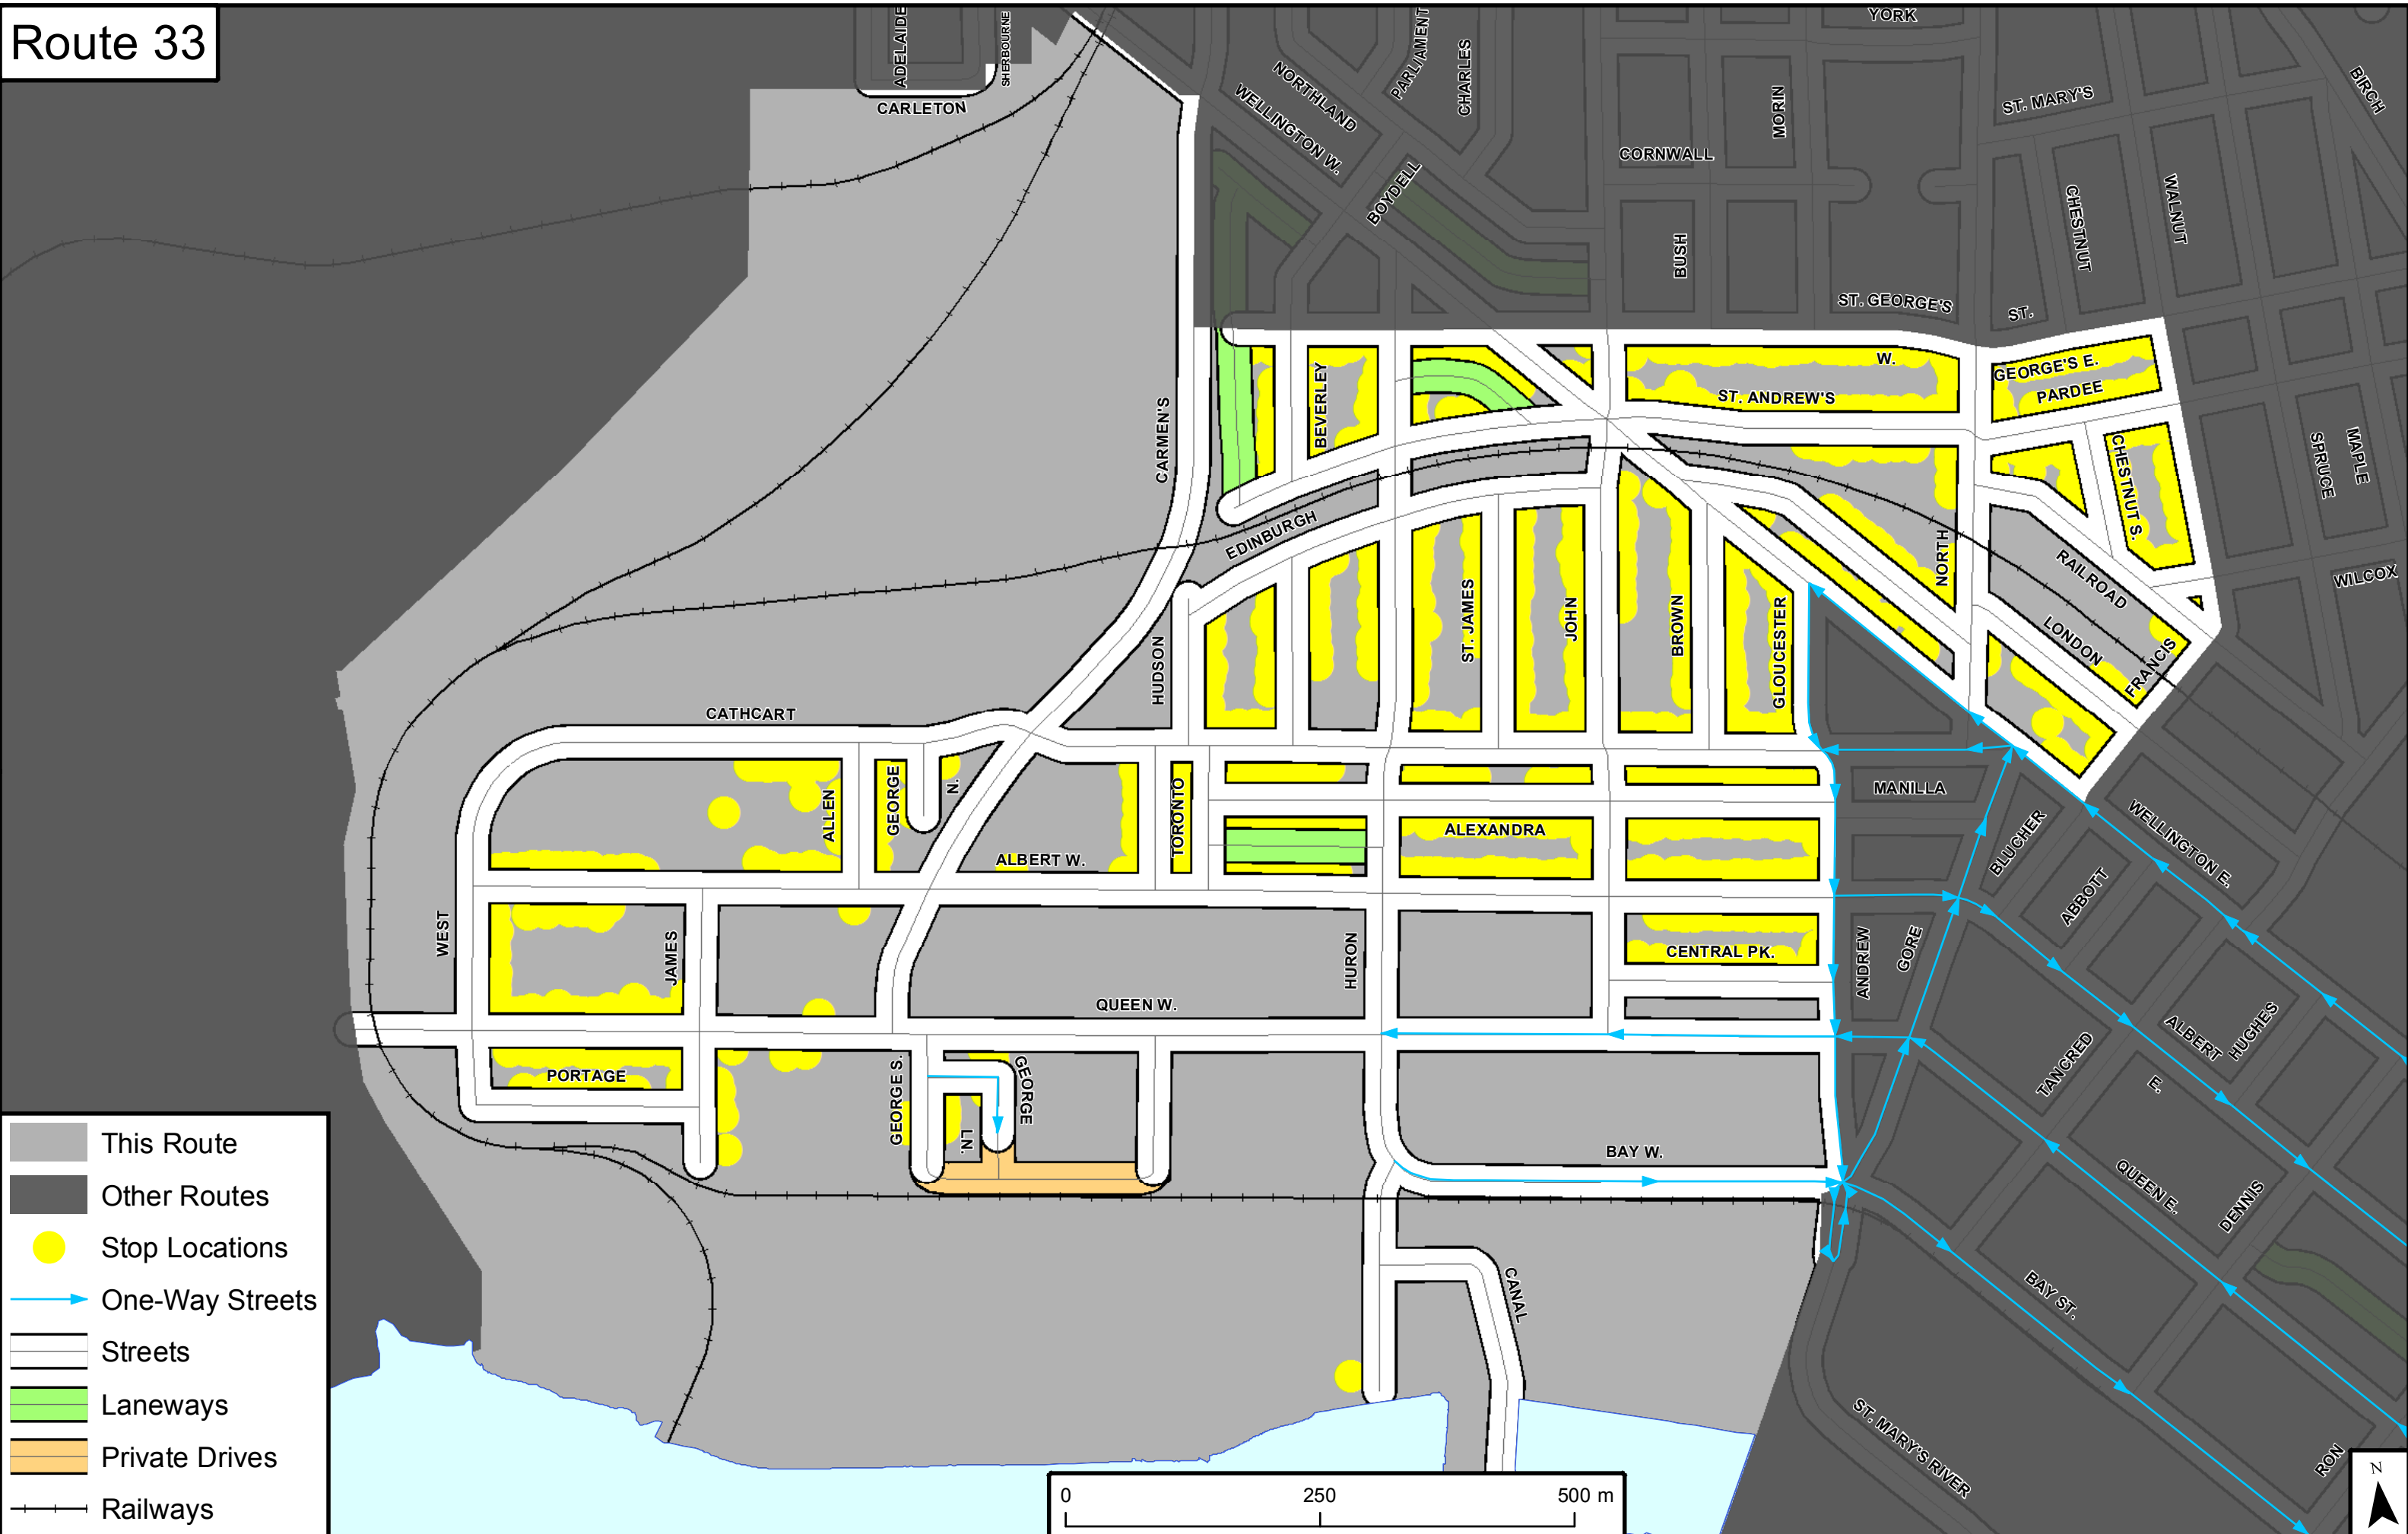 Route 33
ADELAIDE
SHERBOURNE
CARLETON
NORTHLAND
WELLINGTON W.
PARLIAMENT
CHARLES
BOYDELL
YORK
MORIN
CORNWALL
BUSH
ST. MARY'S
BIRCH
CHESTNUT
WALNUT
ST. GEORGE'S
ST.
W.
GEORGE'S E.
PARDEE
ST. ANDREW'S
BEVERLEY
CARMEN'S
CHESTNUT S.
SPRUCE
MAPLE
WILCOX
EDINBURGH
NORTH
RAILROAD
LONDON
FRANCIS
HUDSON
ST. JAMES
JOHN
BROWN
GLOUCESTER
CATHCART
ALLEN
GEORGE
N.
TORONTO
ALBERT W.
ALEXANDRA
MANILLA
BLUCHER
WELLINGTON E.
ABBOTT
WEST
JAMES
HURON
QUEEN W.
CENTRAL PK.
ANDREW
GORE
TANCRED
ALBERT
E.
HUGHES
PORTAGE
GEORGE S.
GEORGE
LN.
BAY W.
QUEEN E.
DENNIS
CANAL
BAY ST.
ST. MARY'S RIVER
RON
This Route
Other Routes
Stop Locations
One-Way Streets
Streets
Laneways
Private Drives
Railways
0 250 500 m
N